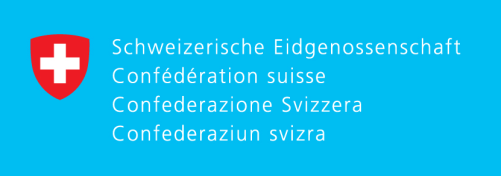 Schweizerische Eidgenossenschaft
Confédération suisse
Confederazione Svizzera
Confederaziun svizra